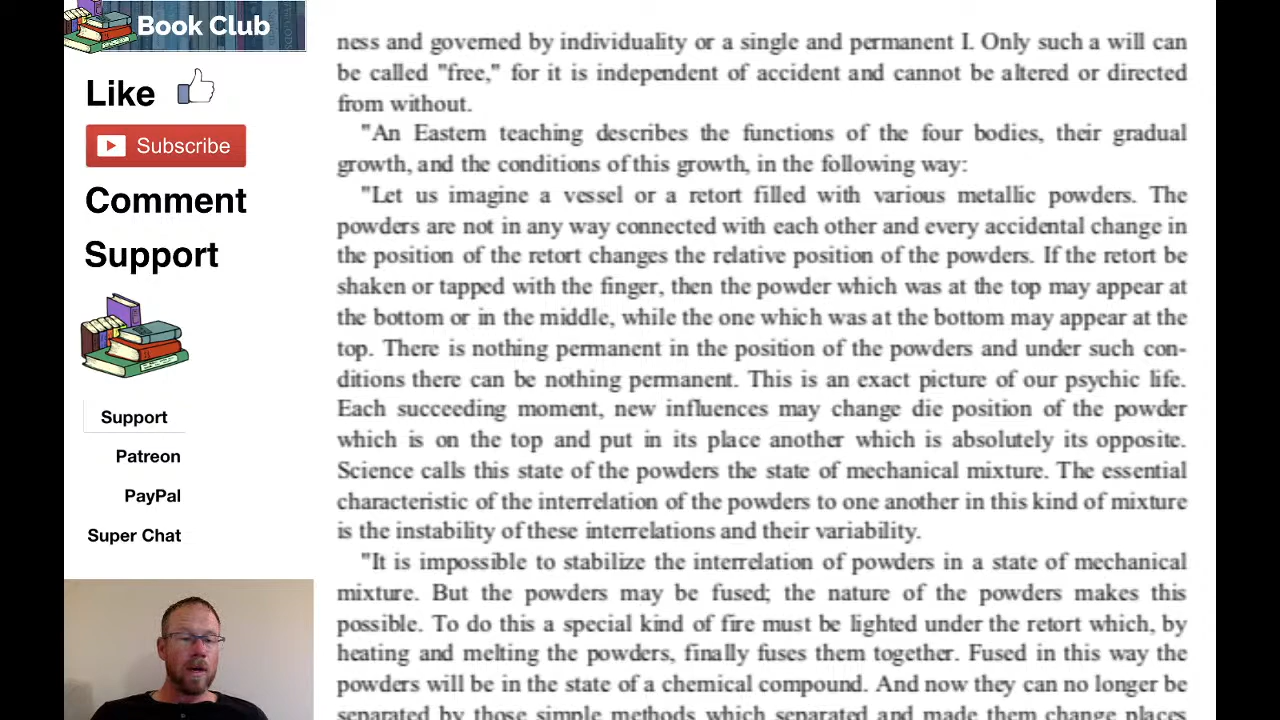 Book Club
Like
Subscribe
Comment
Support
Support
Patreon
PayPal
Super Chat
ness and governed by individuality or a single and permanent I. Only such a will can
be called "free," for it is independent of accident and cannot be altered or directed
from without.
"An Eastern teaching describes the functions of the four bodies, their gradual
growth, and the conditions of this growth, in the following way:
"Let us imagine a vessel or a retort filled with various metallic powders. The
powders are not in any way connected with each other and every accidental change in
the position of the retort changes the relative position of the powders. If the retort be
shaken or tapped with the finger, then the powder which was at the top may appear at
the bottom or in the middle, while the one which was at the bottom may appear at the
top. There is nothing permanent in the position of the powders and under such con-
ditions there can be nothing permanent. This is an exact picture of our psychic life.
Each succeeding moment, new influences may change die position of the powder
which is on the top and put in its place another which is absolutely its opposite.
Science calls this state of the powders the state of mechanical mixture. The essential
characteristic of the interrelation of the powders to one another in this kind of mixture
is the instability of these interrelations and their variability.
"It is impossible to stabilize the interrelation of powders in a state of mechanical
mixture. But the powders may be fused; the nature of the powders makes this
possible. To do this a special kind of fire must be lighted under the retort which, by
heating and melting the powders, finally fuses them together. Fused in this way the
powders will be in the state of a chemical compound. And now they can no longer be
separated by those simple methods which separated and made them change places